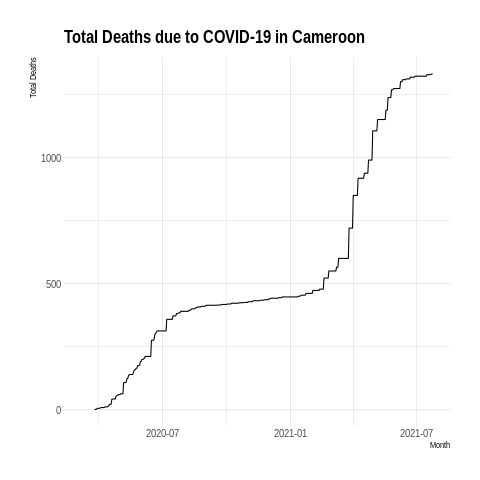 Total Deaths due to COVID-19 in Cameroon
Total Deaths
1000
500
0
2020-07 2021-01 2021-07
Month